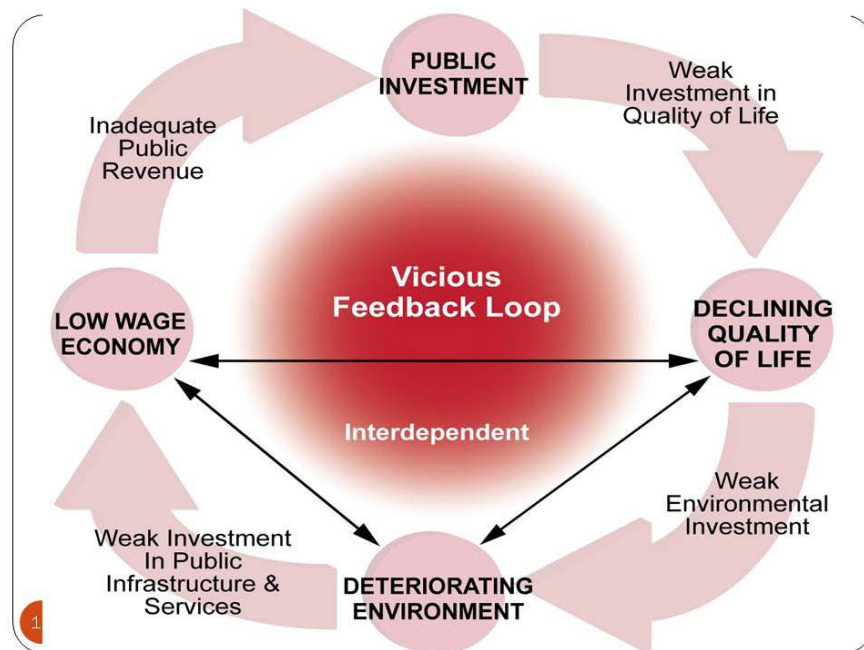 PUBLIC
INVESTMENT
Weak
Investment in
Quality of Life
Inadequate
Public
Revenue
Vicious
Feedback Loop
LOW WAGE
ECONOMY
DECLINING
QUALITY
OF LIFE
Interdependent
Weak
Environmental
Investment
Weak Investment
In Public
Infrastructure &
Services
DETERIORATING
ENVIRONMENT
1